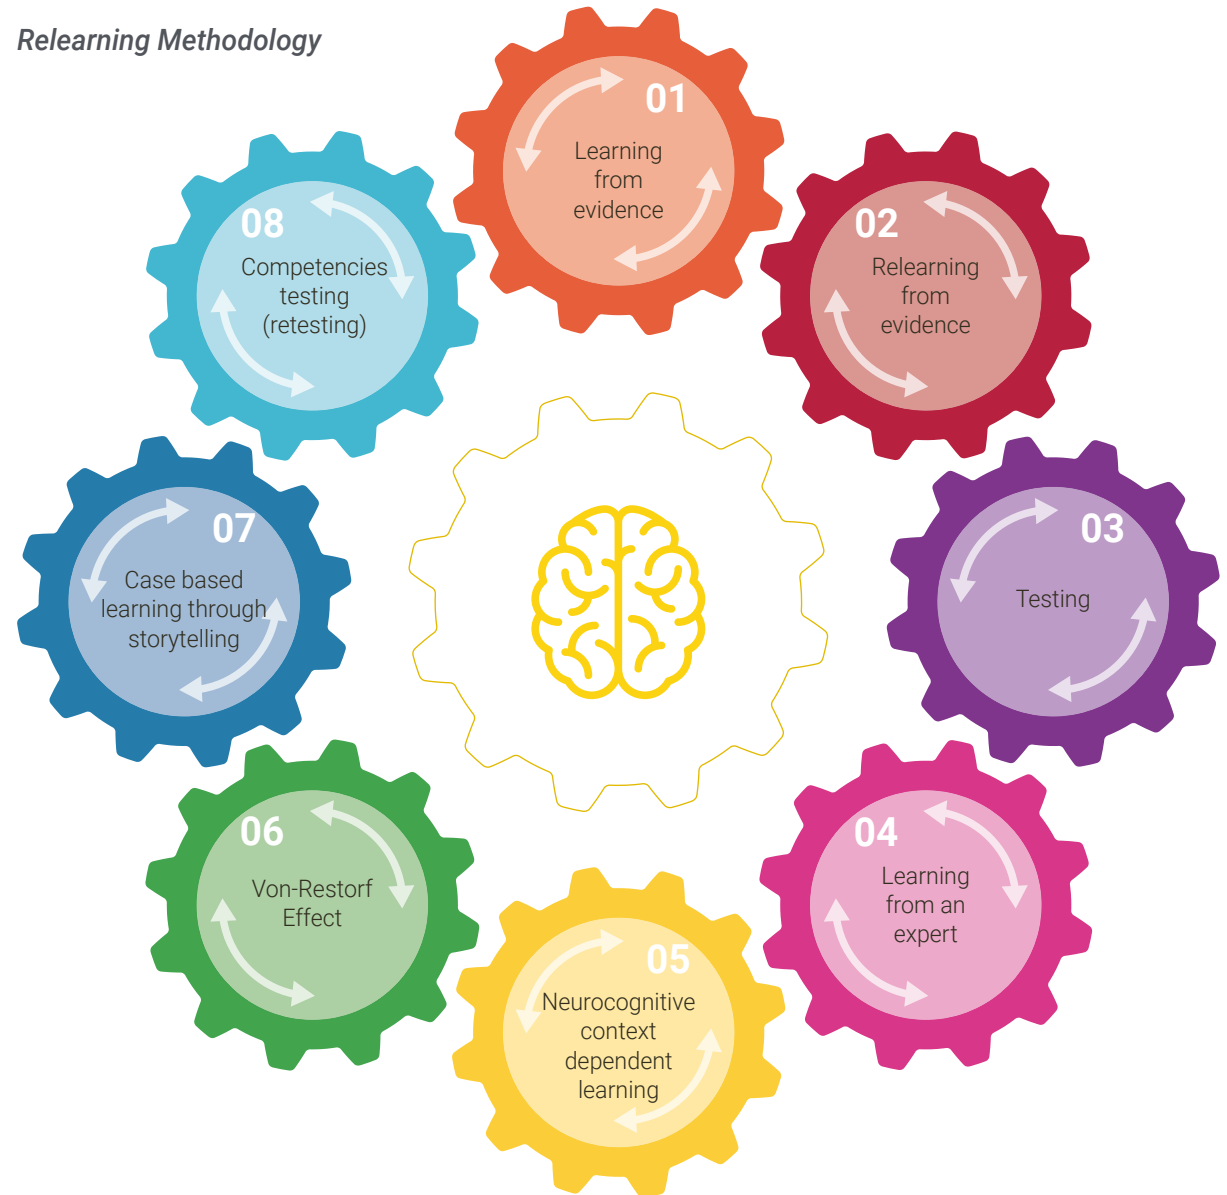 Relearning Methodology
01
Learning
from
evidence
02
Relearning
from
evidence
03
Testing
04
Learning
from an
expert
05
Neurocognitive
context
dependent
learning
06
Von-Restorf
Effect
07
Case based
learning through
storytelling
08
Competencies
testing
(retesting)